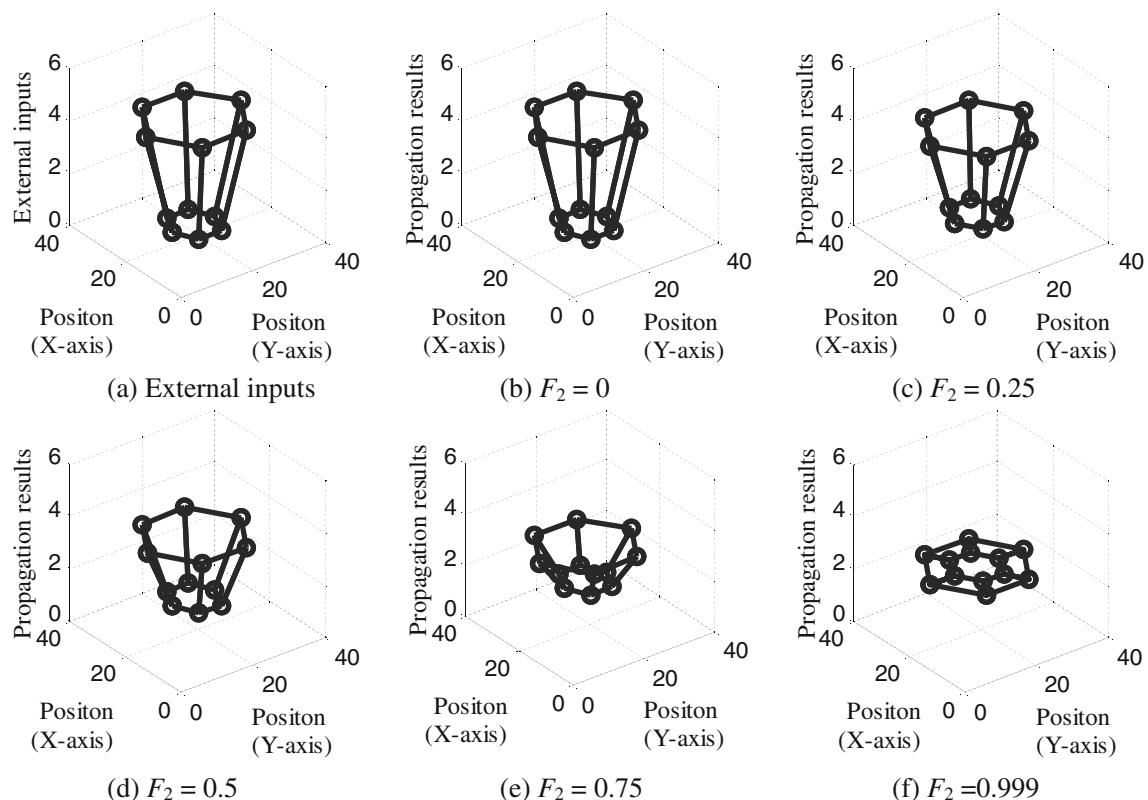 External inputs
6
4
2
0
40
20
0
0
20
40
Positon
(X-axis)
Positon
(Y-axis)
(a) External inputs
Propagation results
6
4
2
0
40
20
0
0
20
40
Positon
(X-axis)
Positon
(Y-axis)
(b) F2 = 0
Propagation results
6
4
2
0
40
20
0
0
20
40
Positon
(X-axis)
Positon
(Y-axis)
(c) F2 = 0.25
Propagation results
6
4
2
0
40
20
0
0
20
40
Positon
(X-axis)
Positon
(Y-axis)
(d) F2 = 0.5
Propagation results
6
4
2
0
40
20
0
0
20
40
Positon
(X-axis)
Positon
(Y-axis)
(e) F2 = 0.75
Propagation results
6
4
2
0
40
20
0
0
20
40
Positon
(X-axis)
Positon
(Y-axis)
(f) F2 =0.999